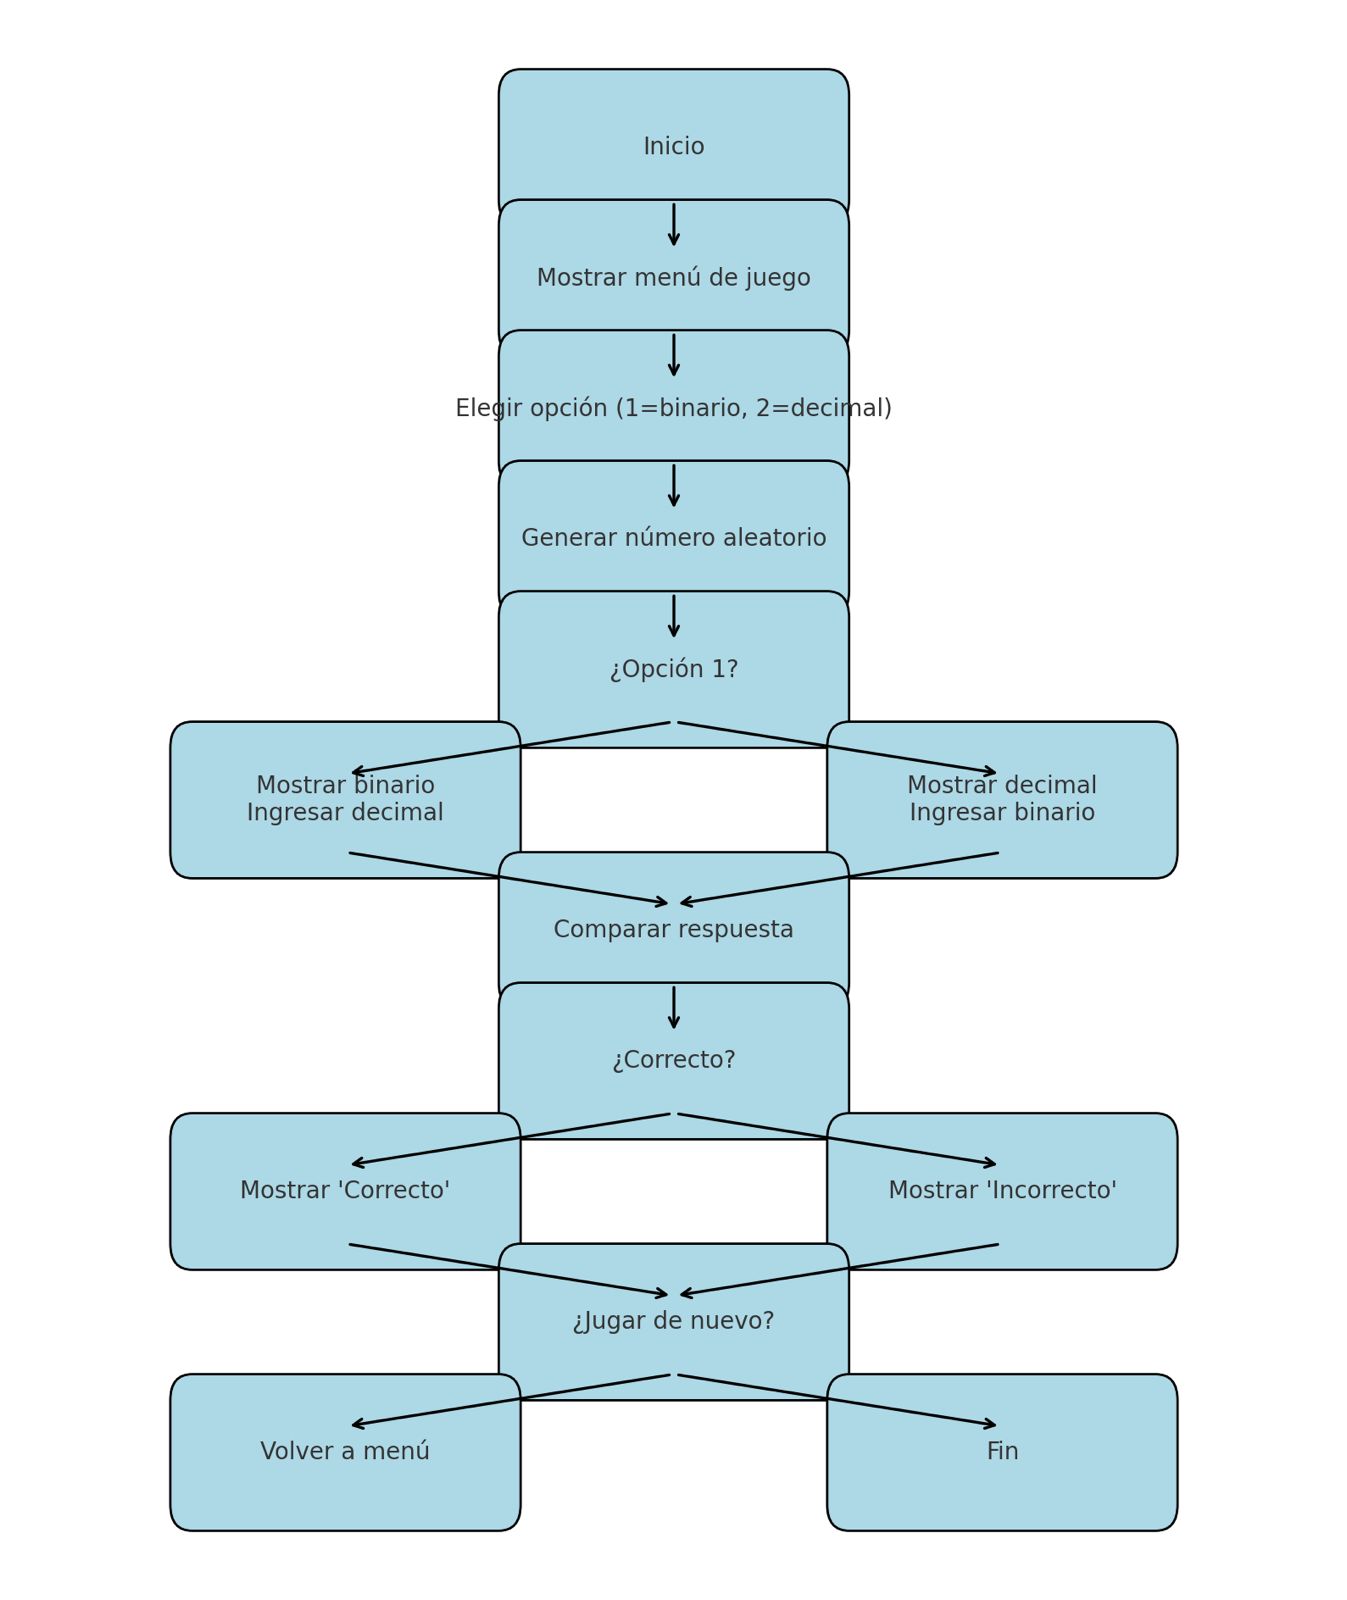 Inicio
Mostrar menú de juego
Elegir opción (1=binario, 2=decimal)
Generar número aleatorio
¿Opción 1?
Mostrar binario
Ingresar decimal
Mostrar decimal
Ingresar binario
Comparar respuesta
¿Correcto?
Mostrar 'Correcto'
Mostrar 'Incorrecto'
¿Jugar de nuevo?
Volver a menú
Fin